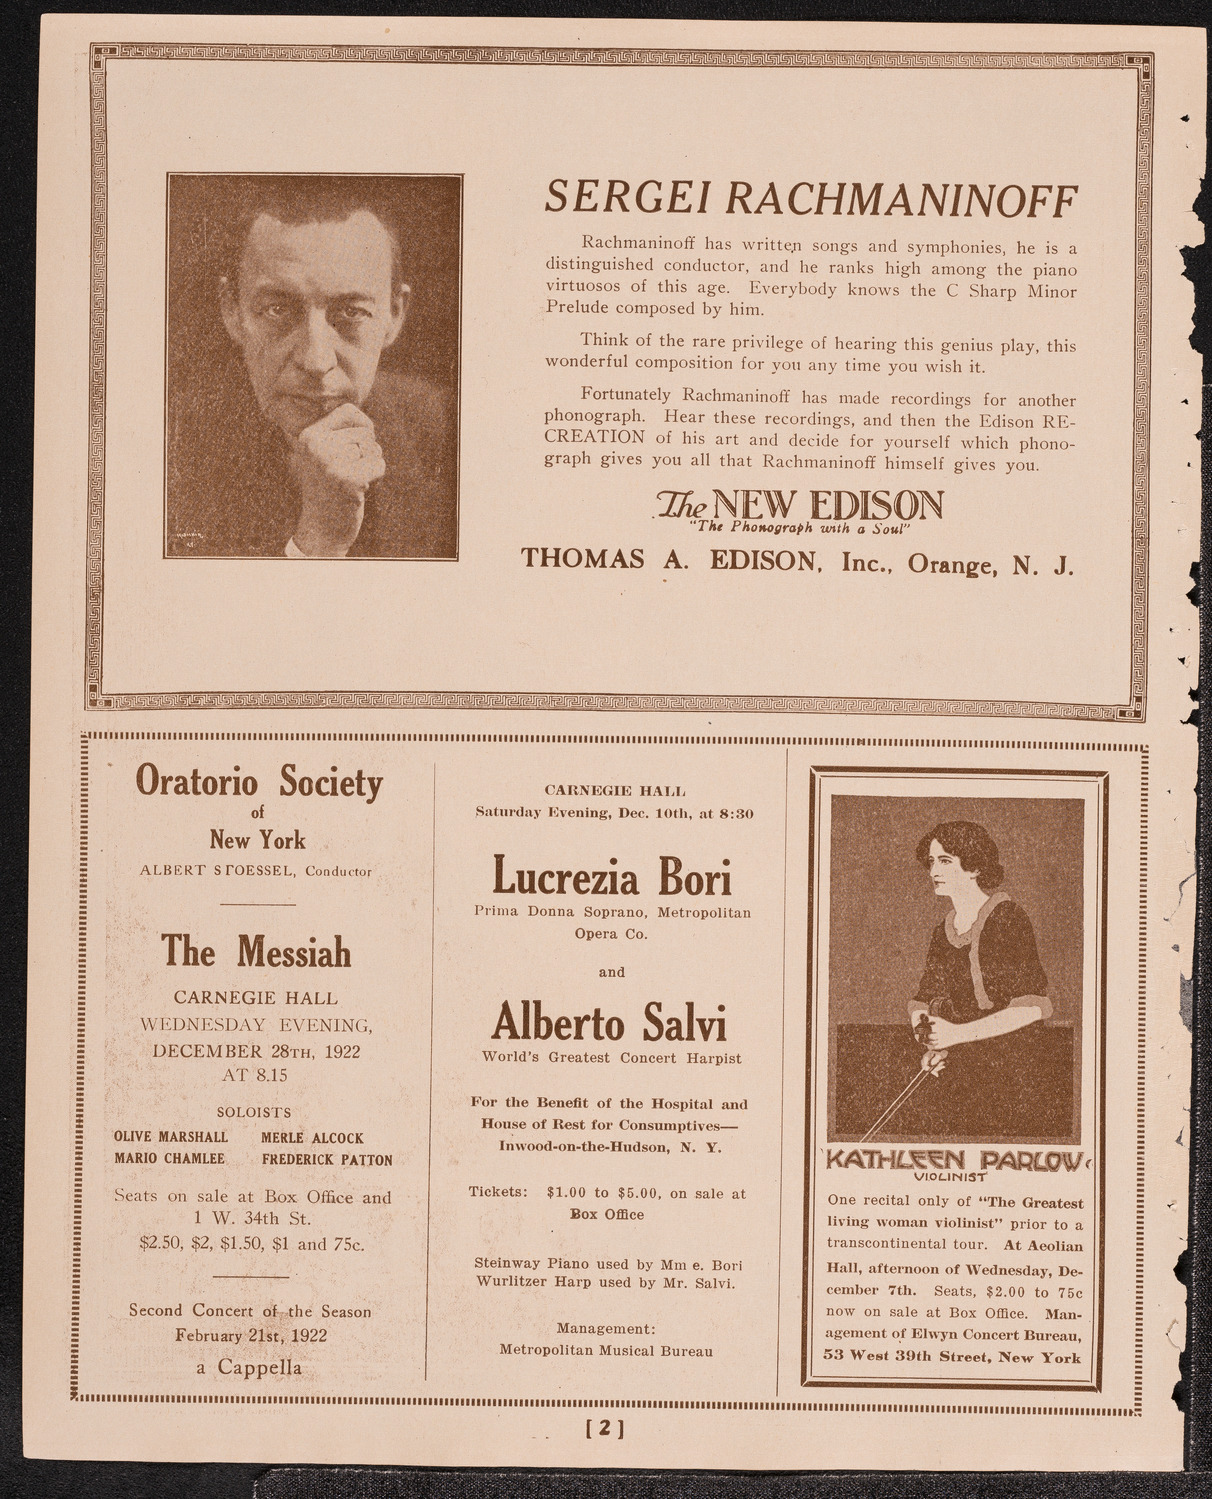 SERGEI RACHMANINOFF
Rachmaninoff has written songs and symphonies, he is a
distinguished conductor, and he ranks high among the piano
virtuosos of this age. Everybody knows the C Sharp Minor
Prelude composed by him.
Think of the rare privilege of hearing this genius play, this
wonderful composition for you any time you wish it.
Fortunately Rachmaninoff has made recordings for another
phonograph. Hear these recordings, and then the Edison RE-
CREATION of his art and decide for yourself which phono-
graph gives you all that Rachmaninoff himself gives you.
The NEW EDISON
"The Phonograph with a Soul"
THOMAS A. EDISON, Inc., Orange, N. J.
Oratorio Society
of
New York
ALBERT STOESSEL, Conductor
The Messiah
CARNEGIE HALL
WEDNESDAY EVENING,
DECEMBER 28TH, 1922
AT 8.15
SOLOISTS
OLIVE MARSHALL MERLE ALCOCK
MARIO CHAMLEE FREDERICK PATTON
Seats on sale at Box Office and
1 W. 34th St.
$2.50, $2, $1.50, $1 and 75c.
Second Concert of the Season
February 21st, 1922
a Cappella
CARNEGIE HALL
Saturday Evening, Dec. 10th, at 8:30
Lucrezia Bori
Prima Donna Soprano, Metropolitan
Opera Co.
and
Alberto Salvi
World's Greatest Concert Harpist
For the Benefit of the Hospital and
House of Rest for Consumptives—
Inwood-on-the-Hudson, N. Y.
Tickets: $1.00 to $5.00, on sale at
Box Office
Steinway Piano used by Mme. Bori
Wurlitzer Harp used by Mr. Salvi.
Management:
Metropolitan Musical Bureau
KATHLEEN PARLOW
VIOLINIST
One recital only of "The Greatest
living woman violinist" prior to a
transcontinental tour. At Aeolian
Hall, afternoon of Wednesday, De-
cember 7th. Seats, $2.00 to 75c
now on sale at Box Office. Man-
agement of Elwyn Concert Bureau,
53 West 39th Street, New York
[ 2 ]